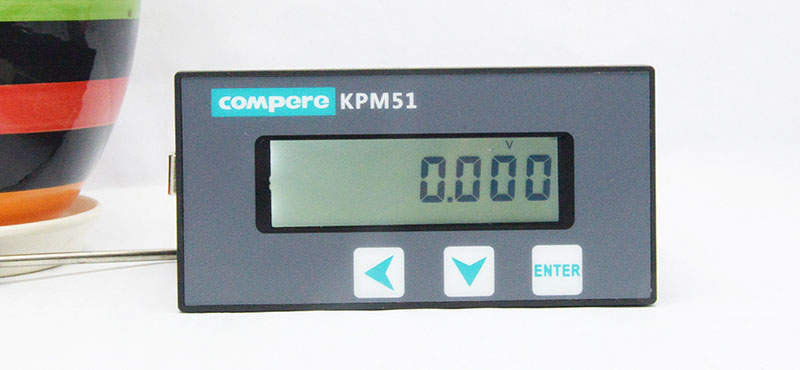 compere KPM51
V
0.000
ENTER